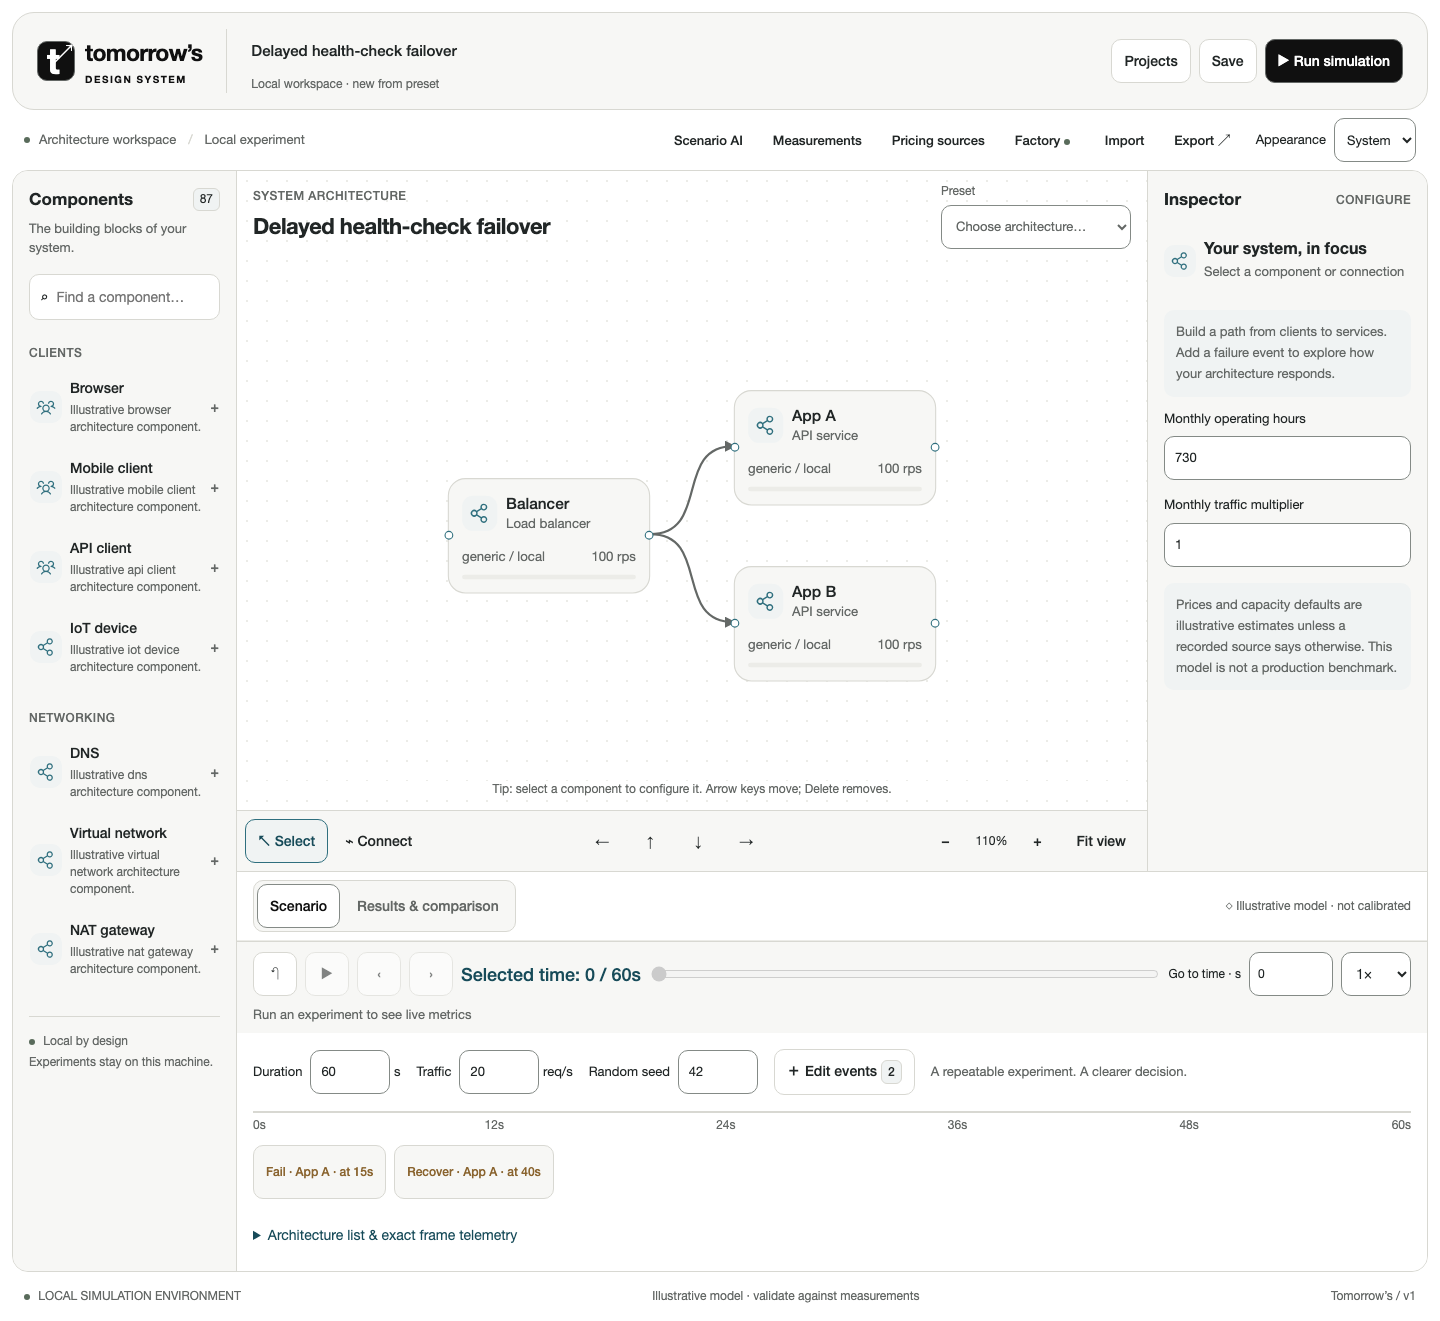 tomorrow's
DESIGN SYSTEM
Delayed health-check failover
Local workspace · new from preset
Projects
Save
▶ Run simulation
Architecture workspace / Local experiment
Scenario AI
Measurements
Pricing sources
Factory
Import
Export ↗
Appearance
System
Components
87
The building blocks of your
system.
Find a component…
CLIENTS
Browser
Illustrative browser
architecture component.
+
Mobile client
Illustrative mobile client
architecture component.
+
API client
Illustrative api client
architecture component.
+
IoT device
Illustrative iot device
architecture component.
+
NETWORKING
DNS
Illustrative dns
architecture component.
+
Virtual network
Illustrative virtual
network architecture
component.
+
NAT gateway
Illustrative nat gateway
architecture component.
+
Local by design
Experiments stay on this machine.
SYSTEM ARCHITECTURE
Delayed health-check failover
Preset
Choose architecture…
Balancer
Load balancer
generic / local 100 rps
App A
API service
generic / local 100 rps
App B
API service
generic / local 100 rps
Tip: select a component to configure it. Arrow keys move; Delete removes.
↖ Select
⌁ Connect
← ↑ ↓ →
− 110% +
Fit view
Inspector
CONFIGURE
Your system, in focus
Select a component or connection
Build a path from clients to services.
Add a failure event to explore how
your architecture responds.
Monthly operating hours
730
Monthly traffic multiplier
1
Prices and capacity defaults are
illustrative estimates unless a
recorded source says otherwise. This
model is not a production benchmark.
Scenario
Results & comparison
◇ Illustrative model · not calibrated
Selected time: 0 / 60s
Go to time · s
0
1×
Run an experiment to see live metrics
Duration 60 s
Traffic 20 req/s
Random seed 42
+ Edit events 2
A repeatable experiment. A clearer decision.
0s 12s 24s 36s 48s 60s
Fail · App A · at 15s
Recover · App A · at 40s
▶ Architecture list & exact frame telemetry
LOCAL SIMULATION ENVIRONMENT
Illustrative model · validate against measurements
Tomorrow's / v1